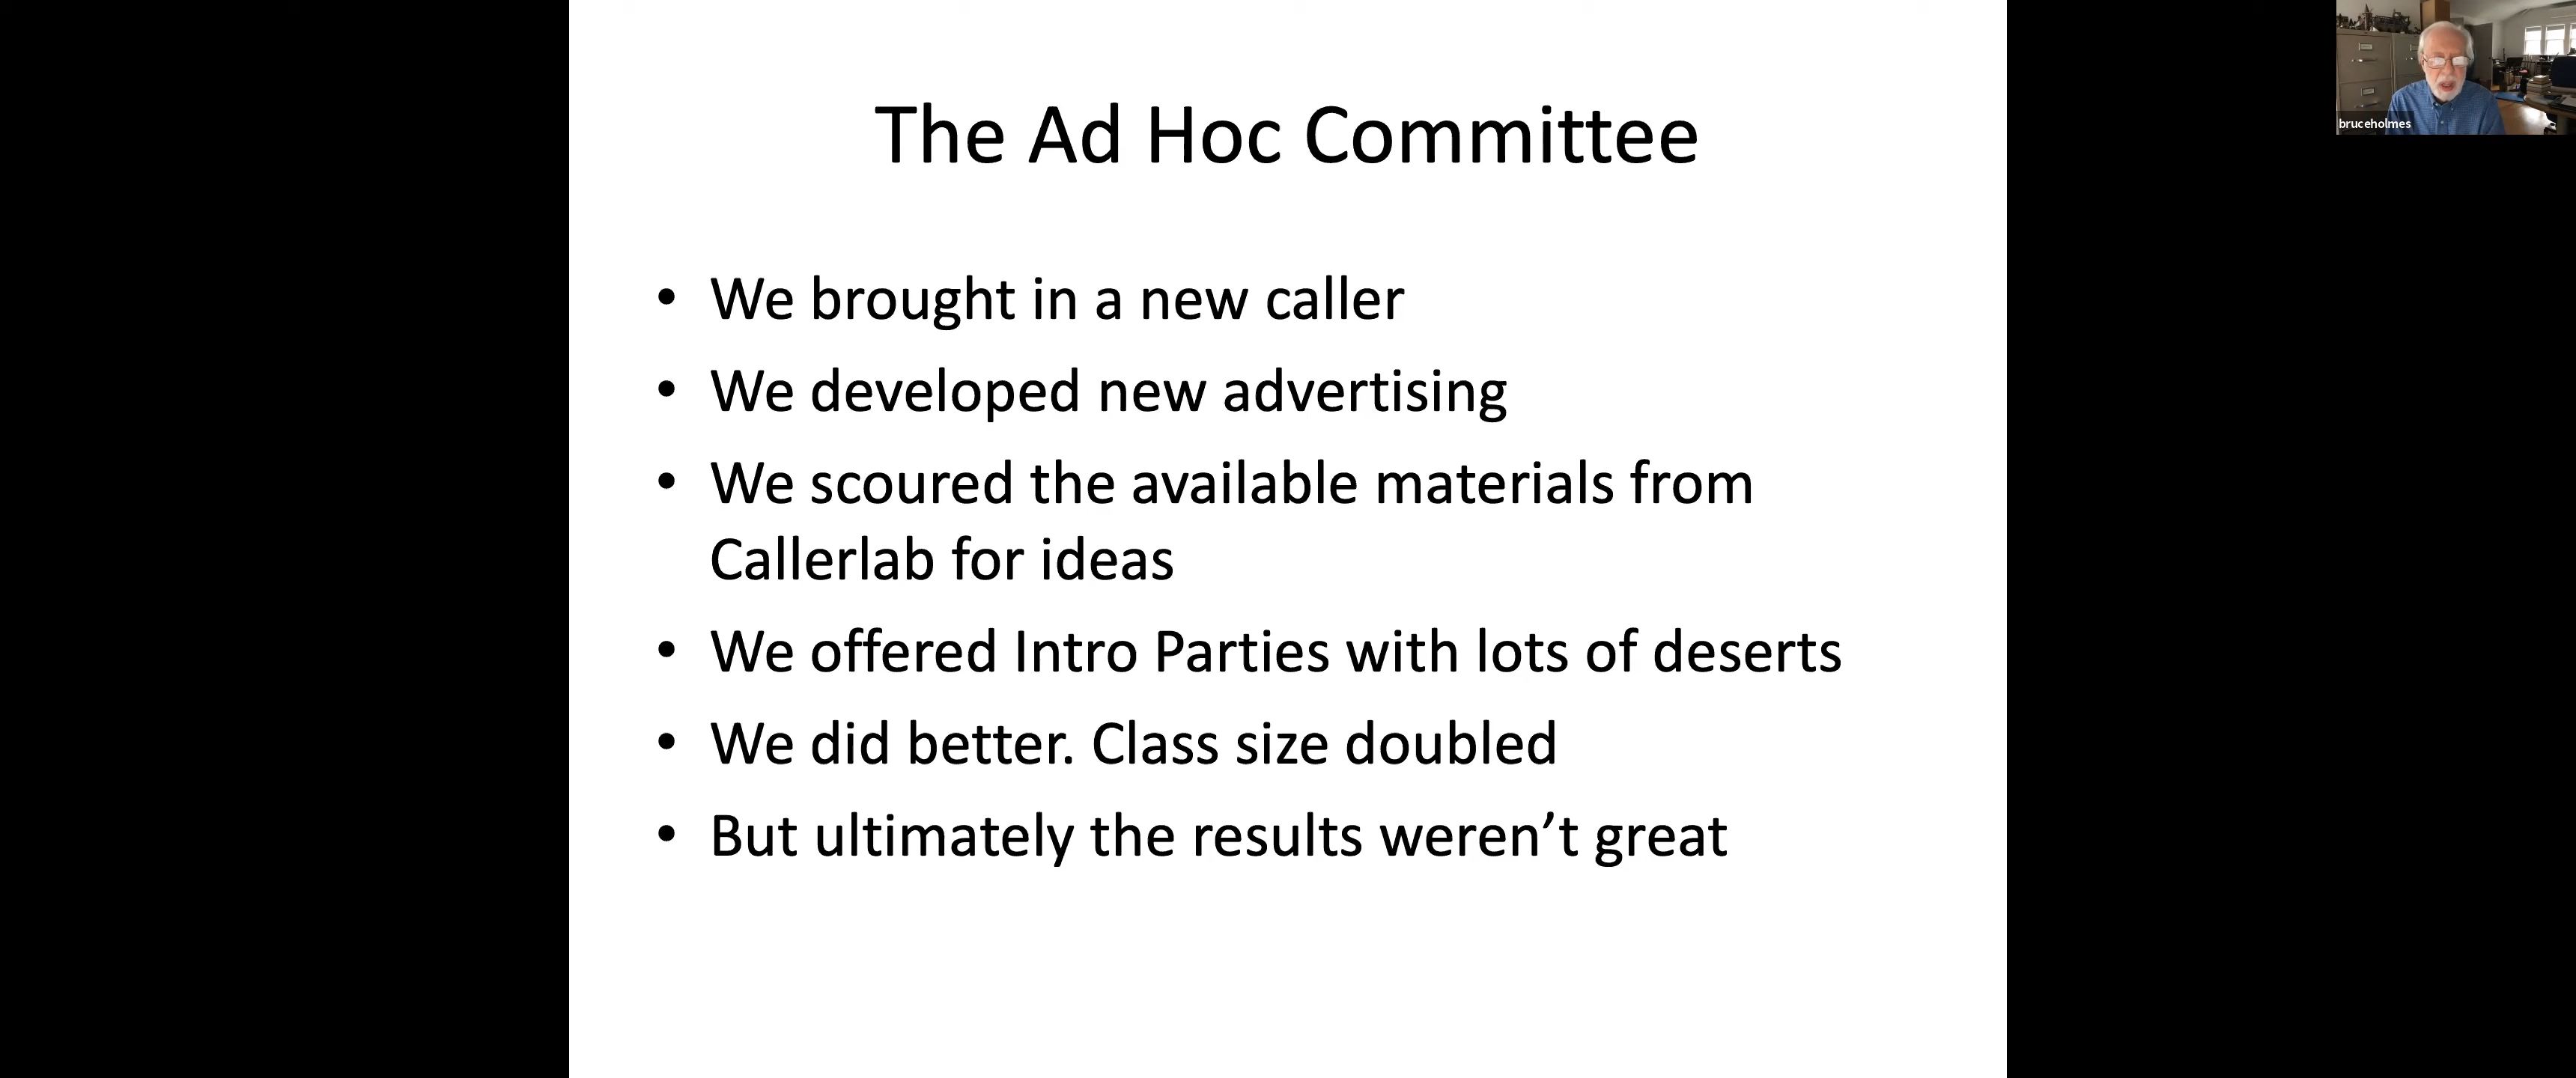 The Ad Hoc Committee
• We brought in a new caller
• We developed new advertising
• We scoured the available materials from
Callerlab for ideas
• We offered Intro Parties with lots of deserts
• We did better. Class size doubled
• But ultimately the results weren’t great
bruceholmes